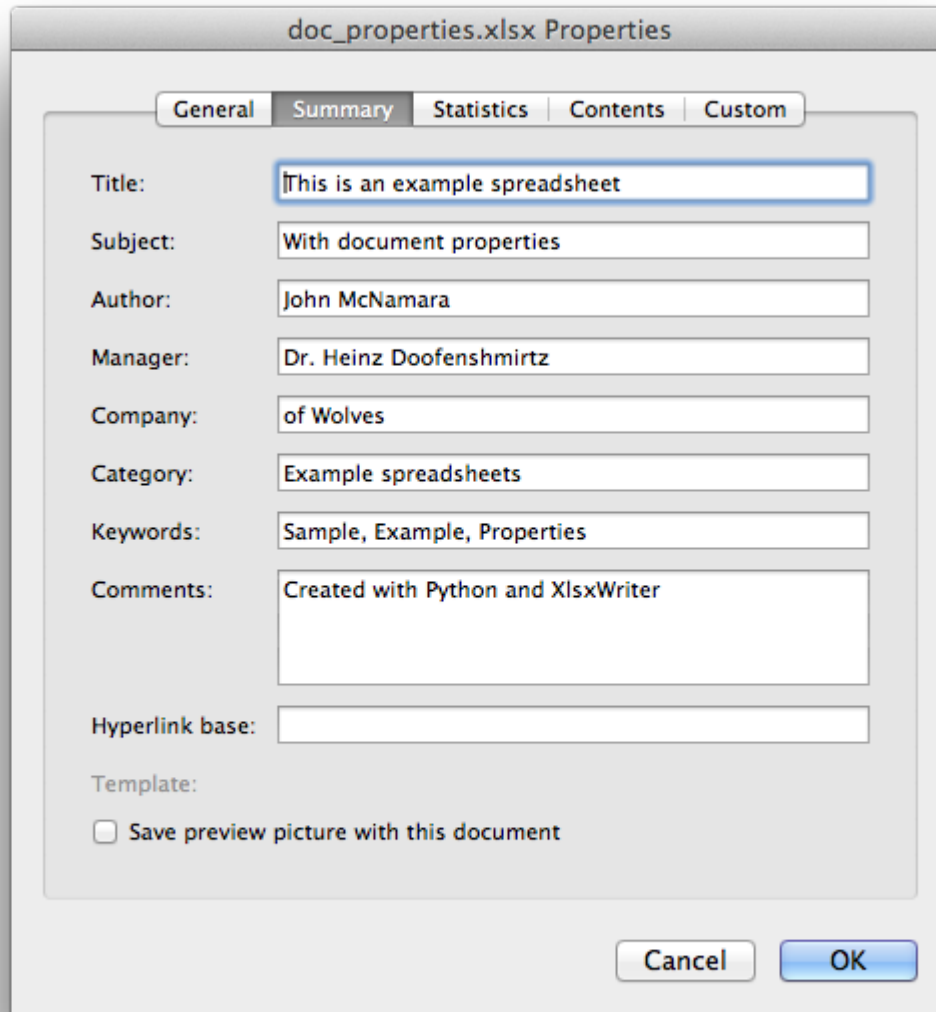 doc_properties.xlsx Properties
General Summary Statistics Contents Custom
Title: This is an example spreadsheet
Subject: With document properties
Author: John McNamara
Manager: Dr. Heinz Doofenshmirtz
Company: of Wolves
Category: Example spreadsheets
Keywords: Sample, Example, Properties
Comments: Created with Python and XlsxWriter
Hyperlink base:
Template:
Save preview picture with this document
Cancel OK